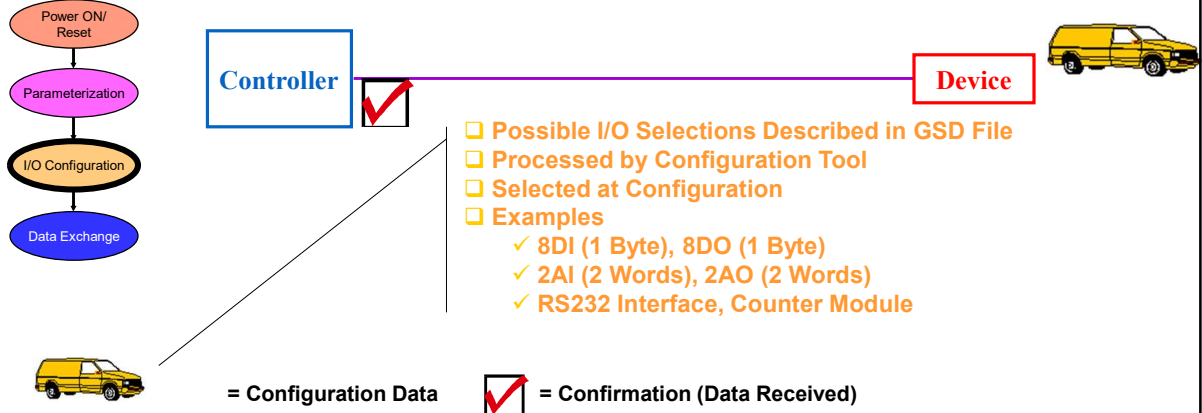 Power ON/
Reset
Parameterization
I/O Configuration
Data Exchange
Controller
Device
Possible I/O Selections Described in GSD File
Processed by Configuration Tool
Selected at Configuration
Examples
8DI (1 Byte), 8DO (1 Byte)
2AI (2 Words), 2AO (2 Words)
RS232 Interface, Counter Module
= Configuration Data
= Confirmation (Data Received)